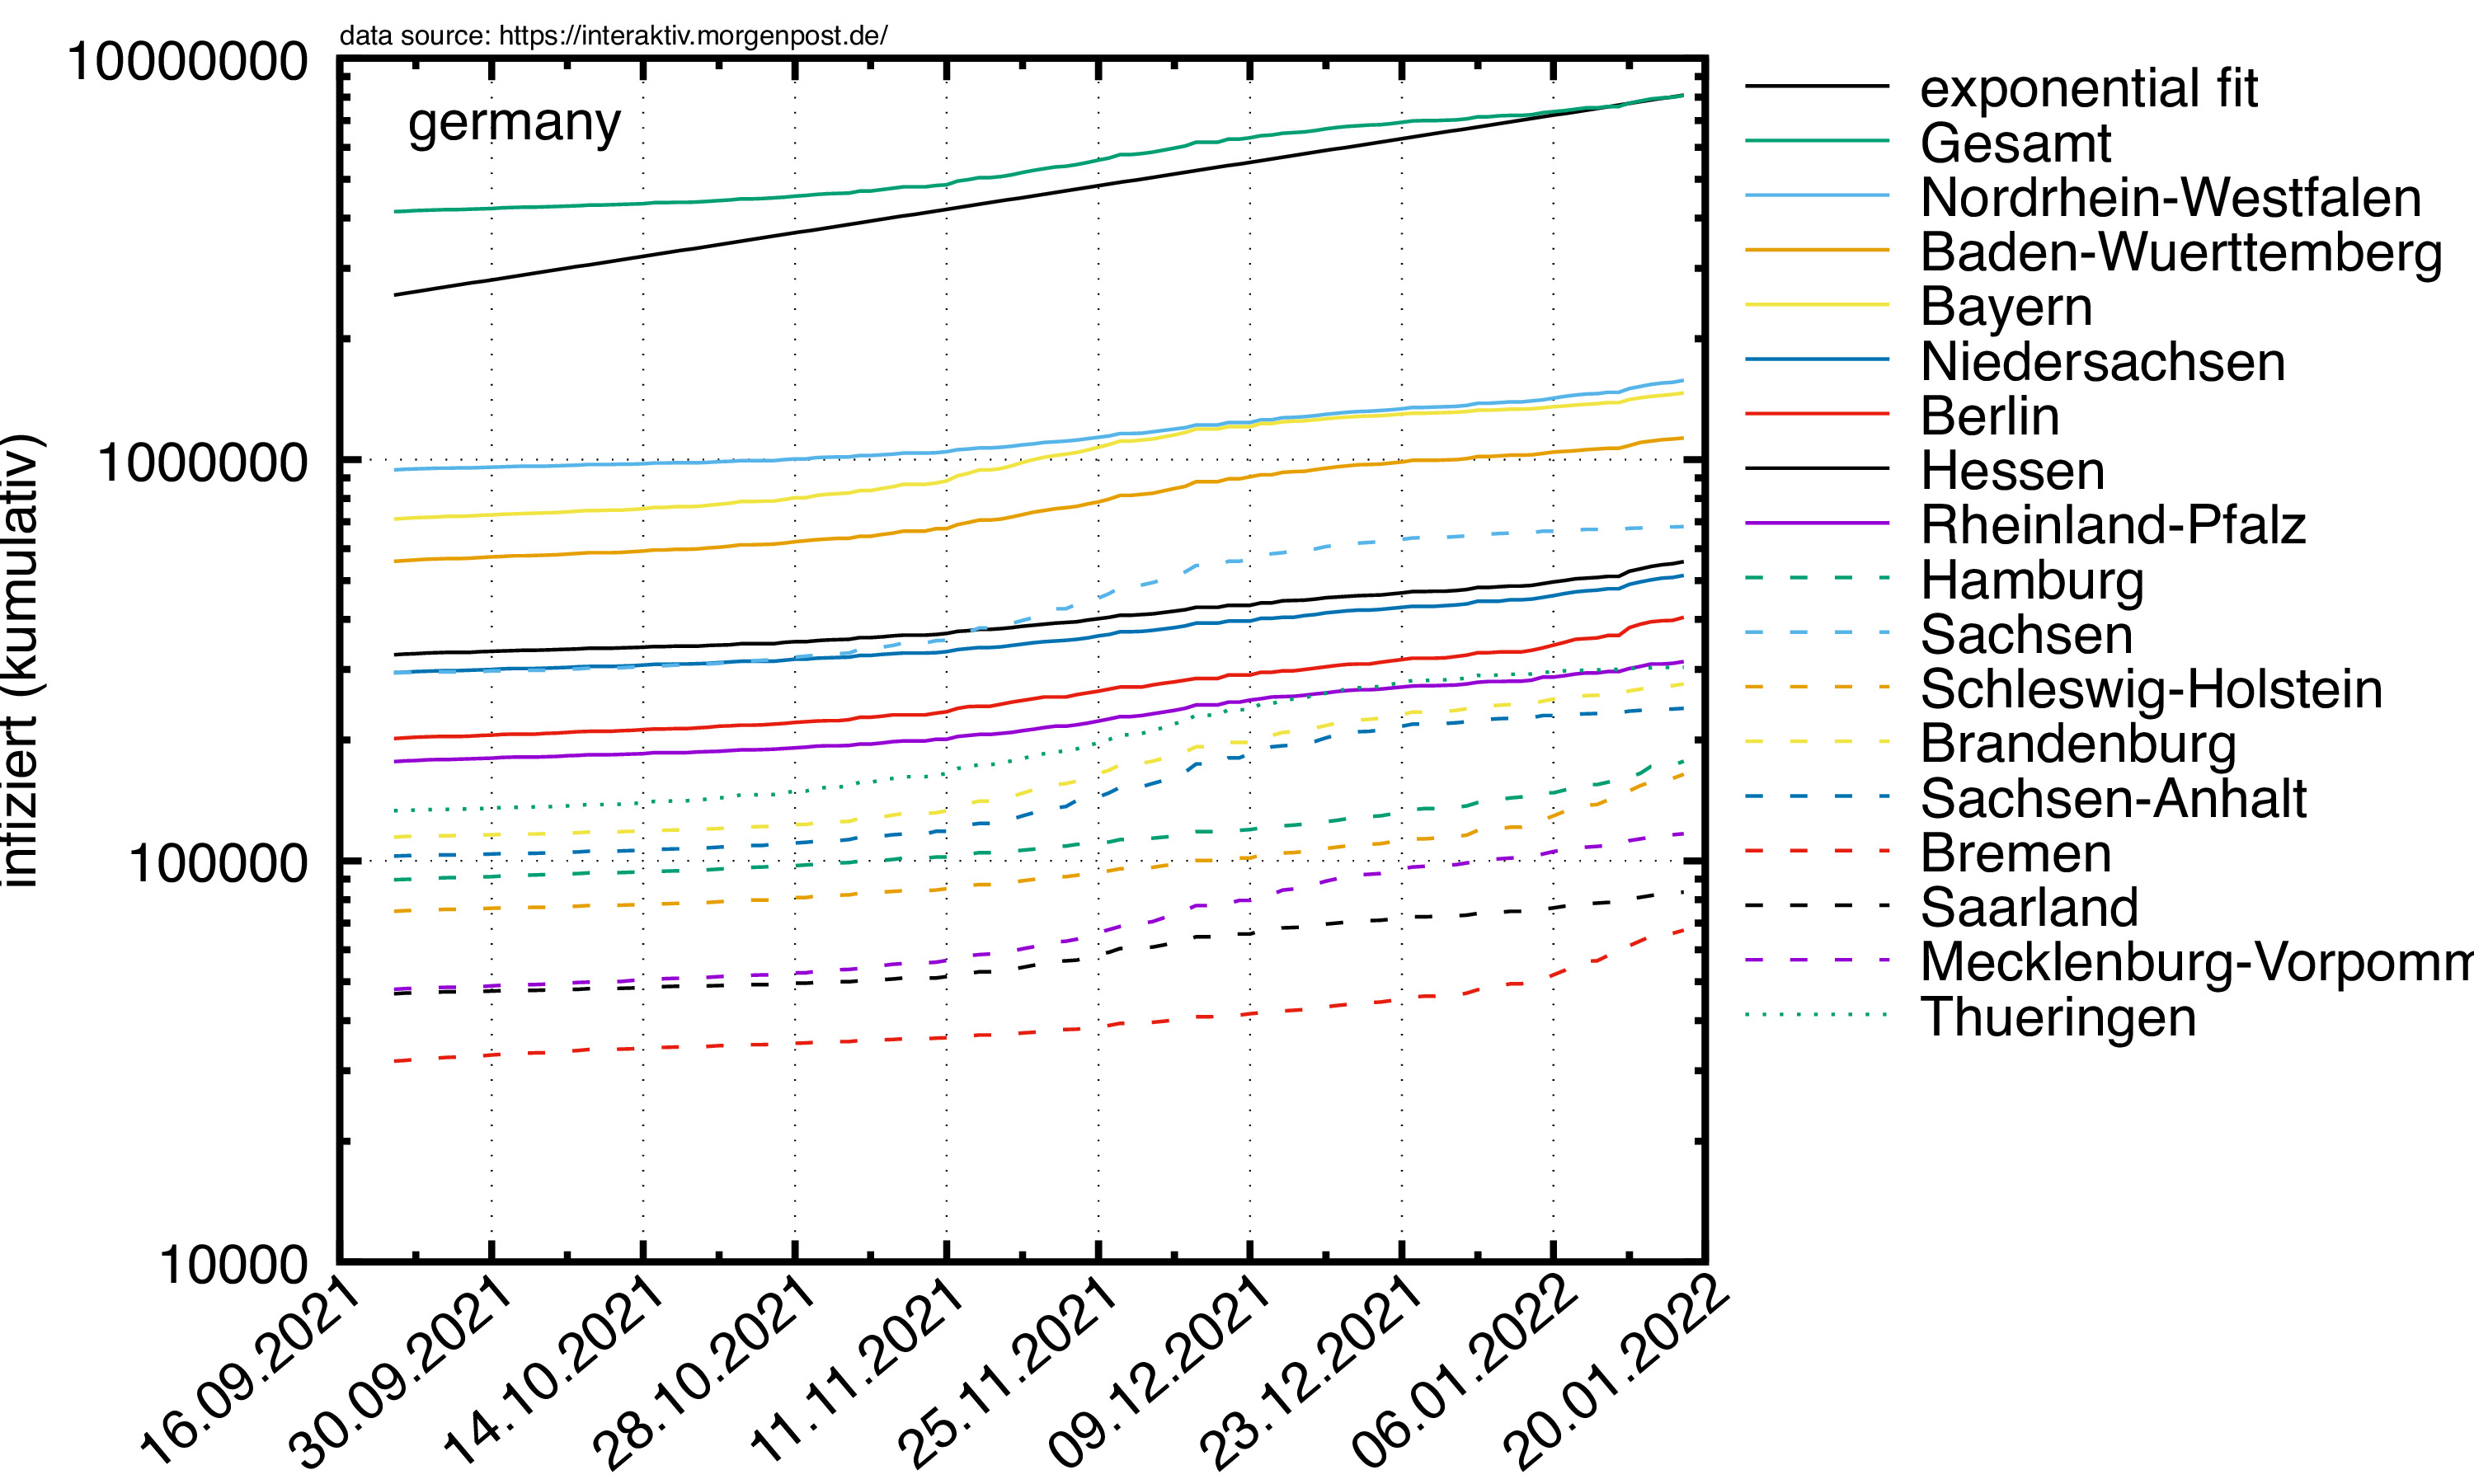 data source: https://interaktiv.morgenpost.de/
germany
infiziert (kumulativ)
10000000
1000000
100000
10000
16.09.2021
30.09.2021
14.10.2021
28.10.2021
11.11.2021
25.11.2021
09.12.2021
23.12.2021
06.01.2022
20.01.2022
exponential fit
Gesamt
Nordrhein-Westfalen
Baden-Wuerttemberg
Bayern
Niedersachsen
Berlin
Hessen
Rheinland-Pfalz
Hamburg
Sachsen
Schleswig-Holstein
Brandenburg
Sachsen-Anhalt
Bremen
Saarland
Mecklenburg-Vorpomm
Thueringen